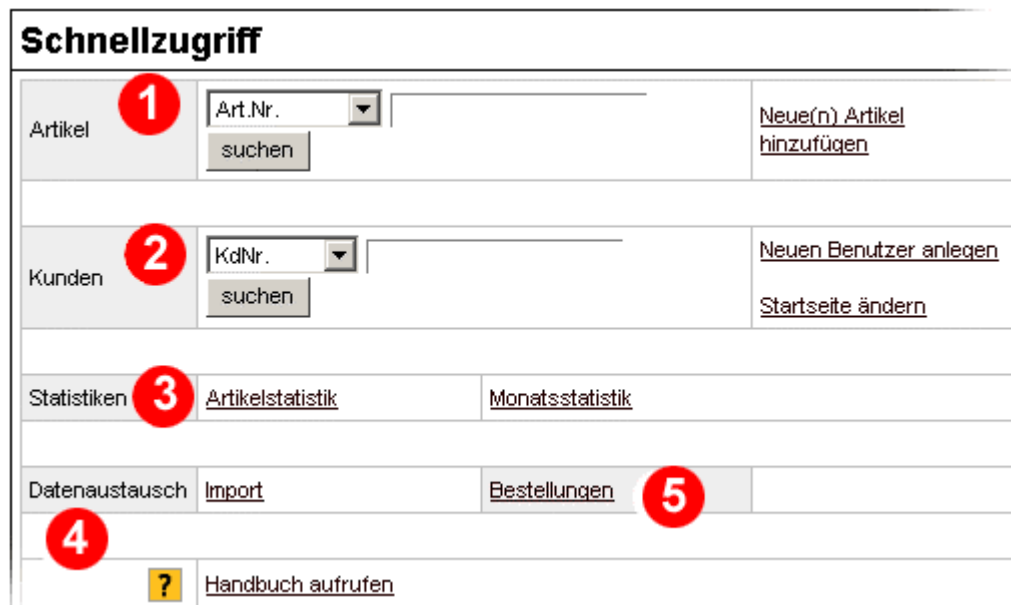 Schnellzugriff
Artikel
1
Art.Nr.
suchen
Neue(n) Artikel
hinzufügen
Kunden
2
KdNr.
suchen
Neuen Benutzer anlegen
Startseite ändern
Statistiken
3
Artikelstatistik
Monatsstatistik
Datenaustausch
Import
Bestellungen
5
4
?
Handbuch aufrufen